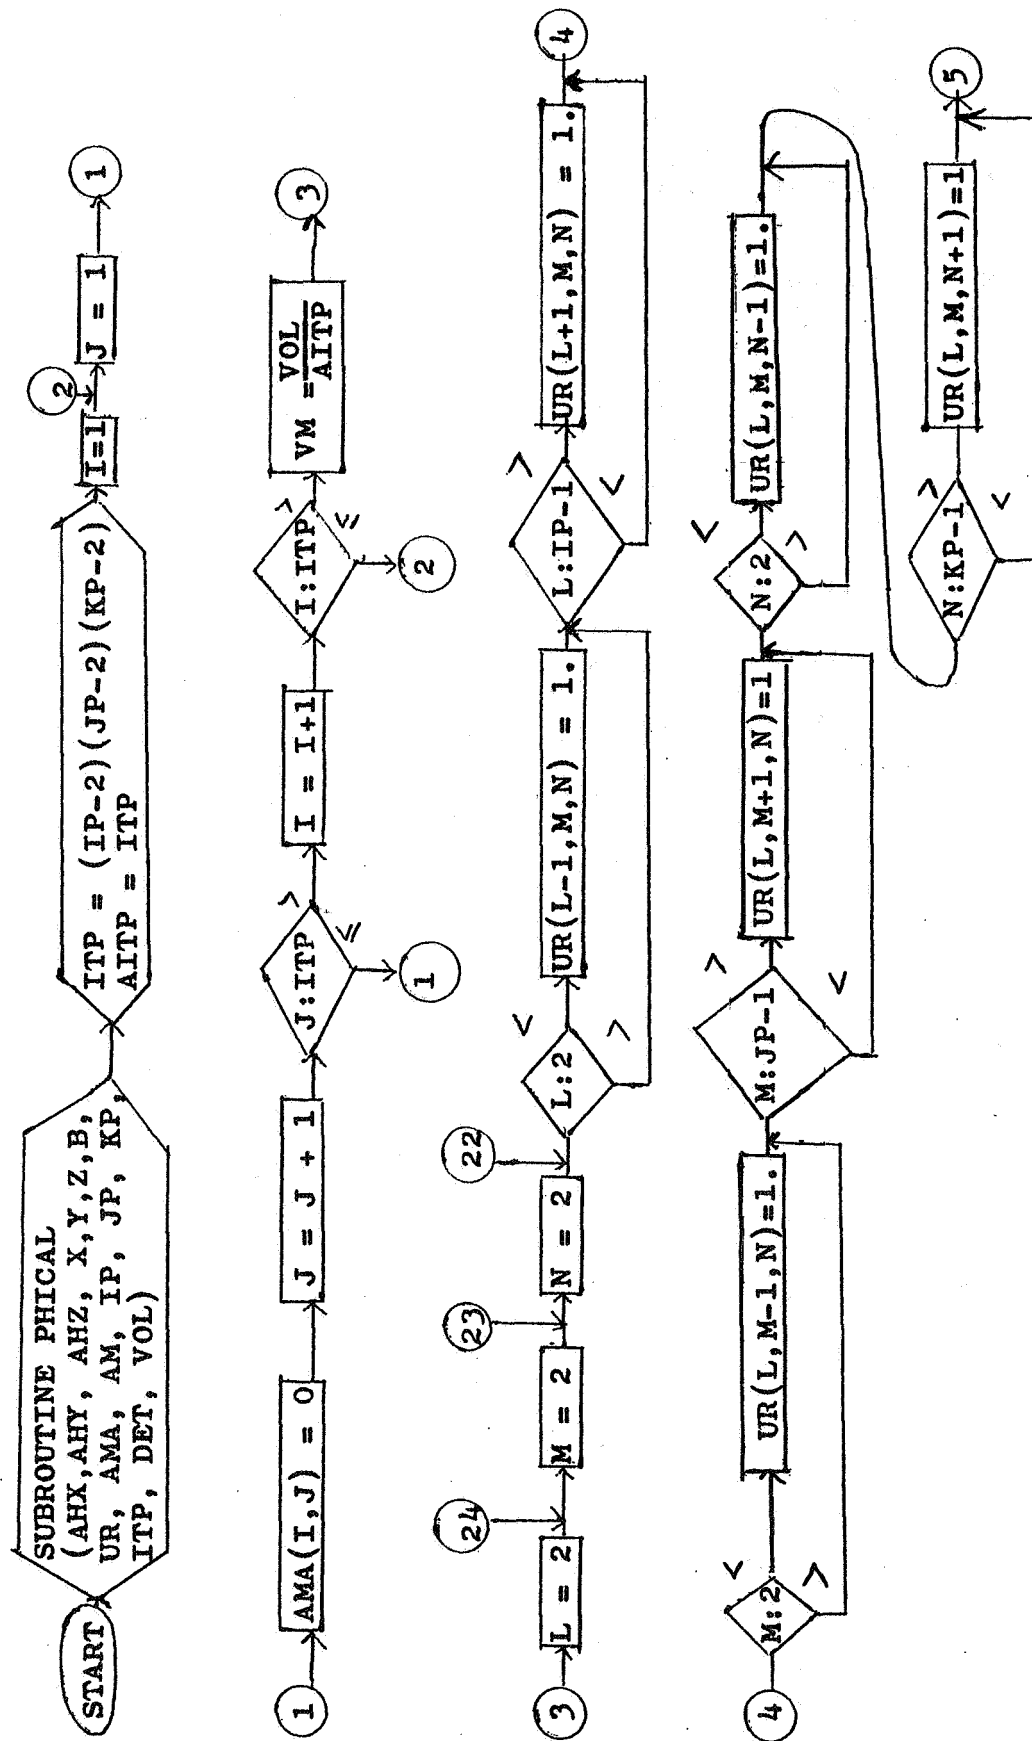 START
SUBROUTINE PHICAL
(AHX,AHY, AHZ, X,Y,Z,B,
UR, AMA, AM, IP, JP, KP,
ITP, DET, VOL)
ITP = (IP-2)(JP-2)(KP-2)
AITP = ITP
I=1
2
J = 1
1
1
AMA(I,J) = 0
J = J + 1
J:ITP
>
≤
1
I = I+1
I:ITP
>
≤
2
VM = VOL
AITP
3
3
L = 2
24
M = 2
23
N = 2
22
L:2
<
>
UR(L-1,M,N) = 1.
L:IP-1
>
<
UR(L+1,M,N) = 1.
4
4
M:2
<
>
UR(L,M-1,N)=1.
M:JP-1
>
<
UR(L,M+1,N)=1
N:2
<
>
UR(L,M,N-1)=1.
N:KP-1
>
<
UR(L,M,N+1)=1
5